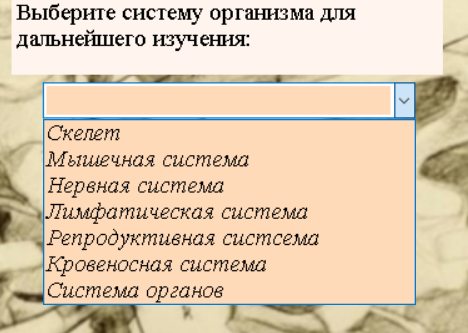 Выберите систему организма для
дальнейшего изучения:
Скелет
Мышечная система
Нервная система
Лимфатическая система
Репродуктивная систсема
Кровеносная система
Система органов